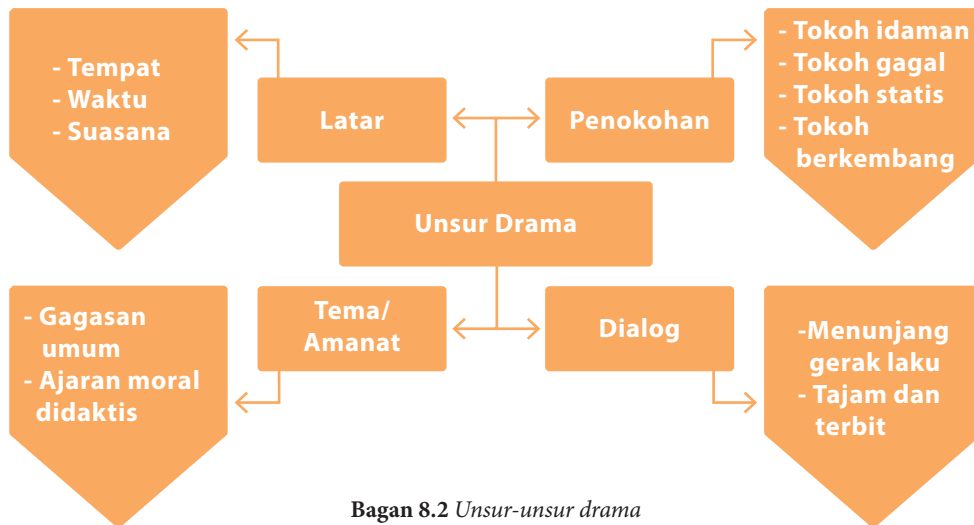 - Tempat
- Waktu
- Suasana
Latar
Penokohan
- Tokoh idaman
- Tokoh gagal
- Tokoh statis
- Tokoh
berkembang
Unsur Drama
- Gagasan
umum
- Ajaran moral
didaktis
Tema/
Amanat
Dialog
-Menunjang
gerak laku
- Tajam dan
terbit
Bagan 8.2 Unsur-unsur drama